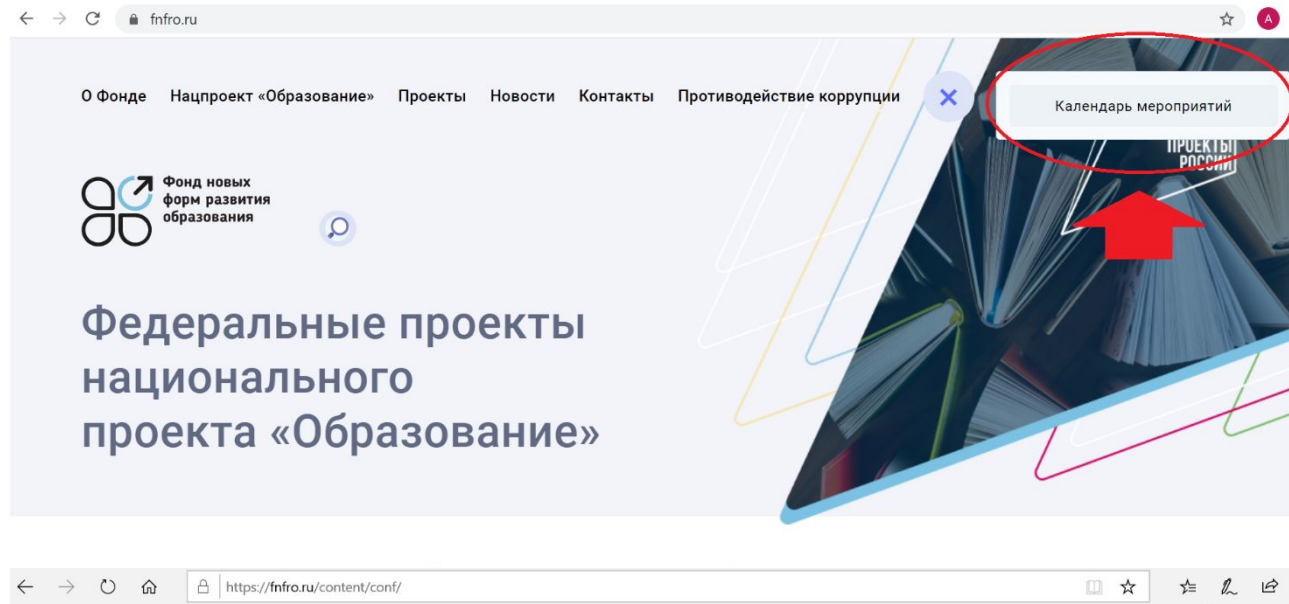 fnfro.ru
A
О Фонде Нацпроект «Образование» Проекты Новости Контакты Противодействие коррупции
Календарь мероприятий
ПРОЕКТЫ
РОССИИ
Фонд новых
форм развития
образования
Федеральные проекты
национального
проекта «Образование»
https://fnfro.ru/content/conf/